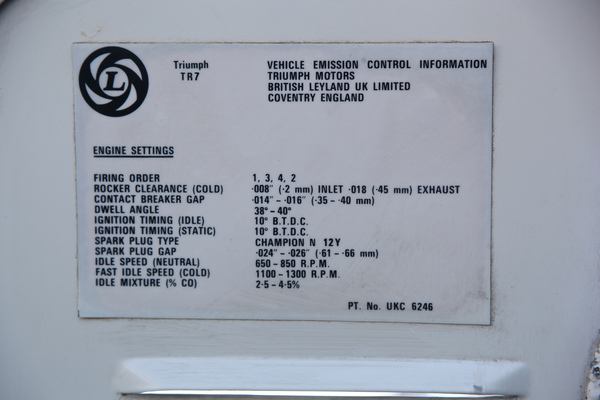 L
Triumph
TR7
VEHICLE EMISSION CONTROL INFORMATION
TRIUMPH MOTORS
BRITISH LEYLAND UK LIMITED
COVENTRY ENGLAND
ENGINE SETTINGS
FIRING ORDER 1, 3, 4, 2
ROCKER CLEARANCE (COLD) ·008" (·2 mm) INLET ·018 (·45 mm) EXHAUST
CONTACT BREAKER GAP ·014" - ·016" (·35 - ·40 mm)
DWELL ANGLE 38° - 40°
IGNITION TIMING (IDLE) 10° B.T.D.C.
IGNITION TIMING (STATIC) 10° B.T.D.C.
SPARK PLUG TYPE CHAMPION N 12Y
SPARK PLUG GAP ·024" - ·026" (·61 - ·66 mm)
IDLE SPEED (NEUTRAL) 650 - 850 R.P.M.
FAST IDLE SPEED (COLD) 1100 - 1300 R.P.M.
IDLE MIXTURE (% CO) 2·5 - 4·5%
PT. No. UKC 6246